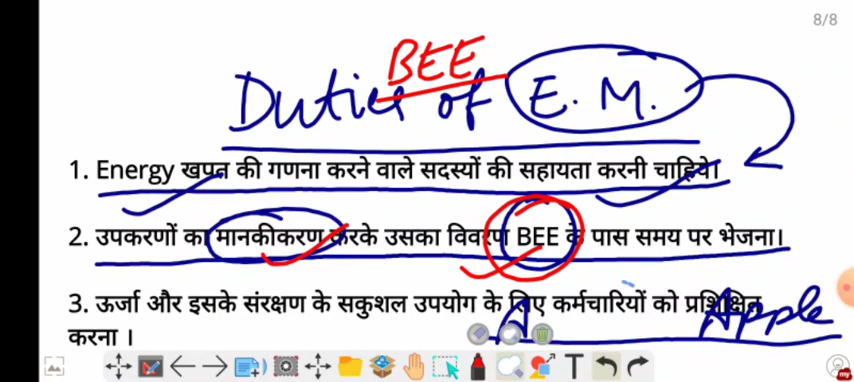 8/8
BEE
Duties of E. M.
1. Energy खपत की गणना करने वाले सदस्यों की सहायता करनी चाहिये।
2. उपकरणों का मानकीकरण करके उसका विवरण BEE के पास समय पर भेजना।
3. ऊर्जा और इसके संरक्षण के सकुशल उपयोग के लिए कर्मचारियों को प्रशिक्षित
Apple
करना ।
A
T
my